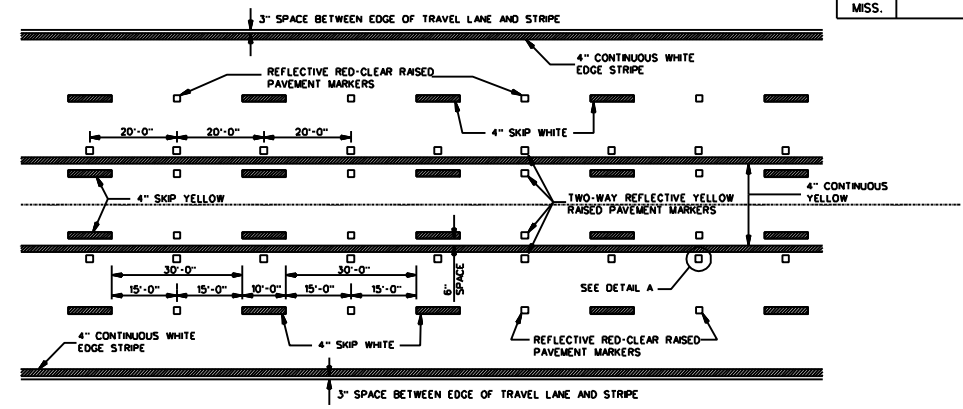 MISS.
3" SPACE BETWEEN EDGE OF TRAVEL LANE AND STRIPE
4" CONTINUOUS WHITE
EDGE STRIPE
REFLECTIVE RED-CLEAR RAISED
PAVEMENT MARKERS
4" SKIP WHITE
20'-0"
20'-0"
20'-0"
4" SKIP YELLOW
TWO-WAY REFLECTIVE YELLOW
RAISED PAVEMENT MARKERS
4" CONTINUOUS
YELLOW
30'-0"
30'-0"
15'-0"
15'-0"
10'-0"
15'-0"
15'-0"
6"
SPACE
SEE DETAIL A
4" CONTINUOUS WHITE
EDGE STRIPE
4" SKIP WHITE
REFLECTIVE RED-CLEAR RAISED
PAVEMENT MARKERS
3" SPACE BETWEEN EDGE OF TRAVEL LANE AND STRIPE